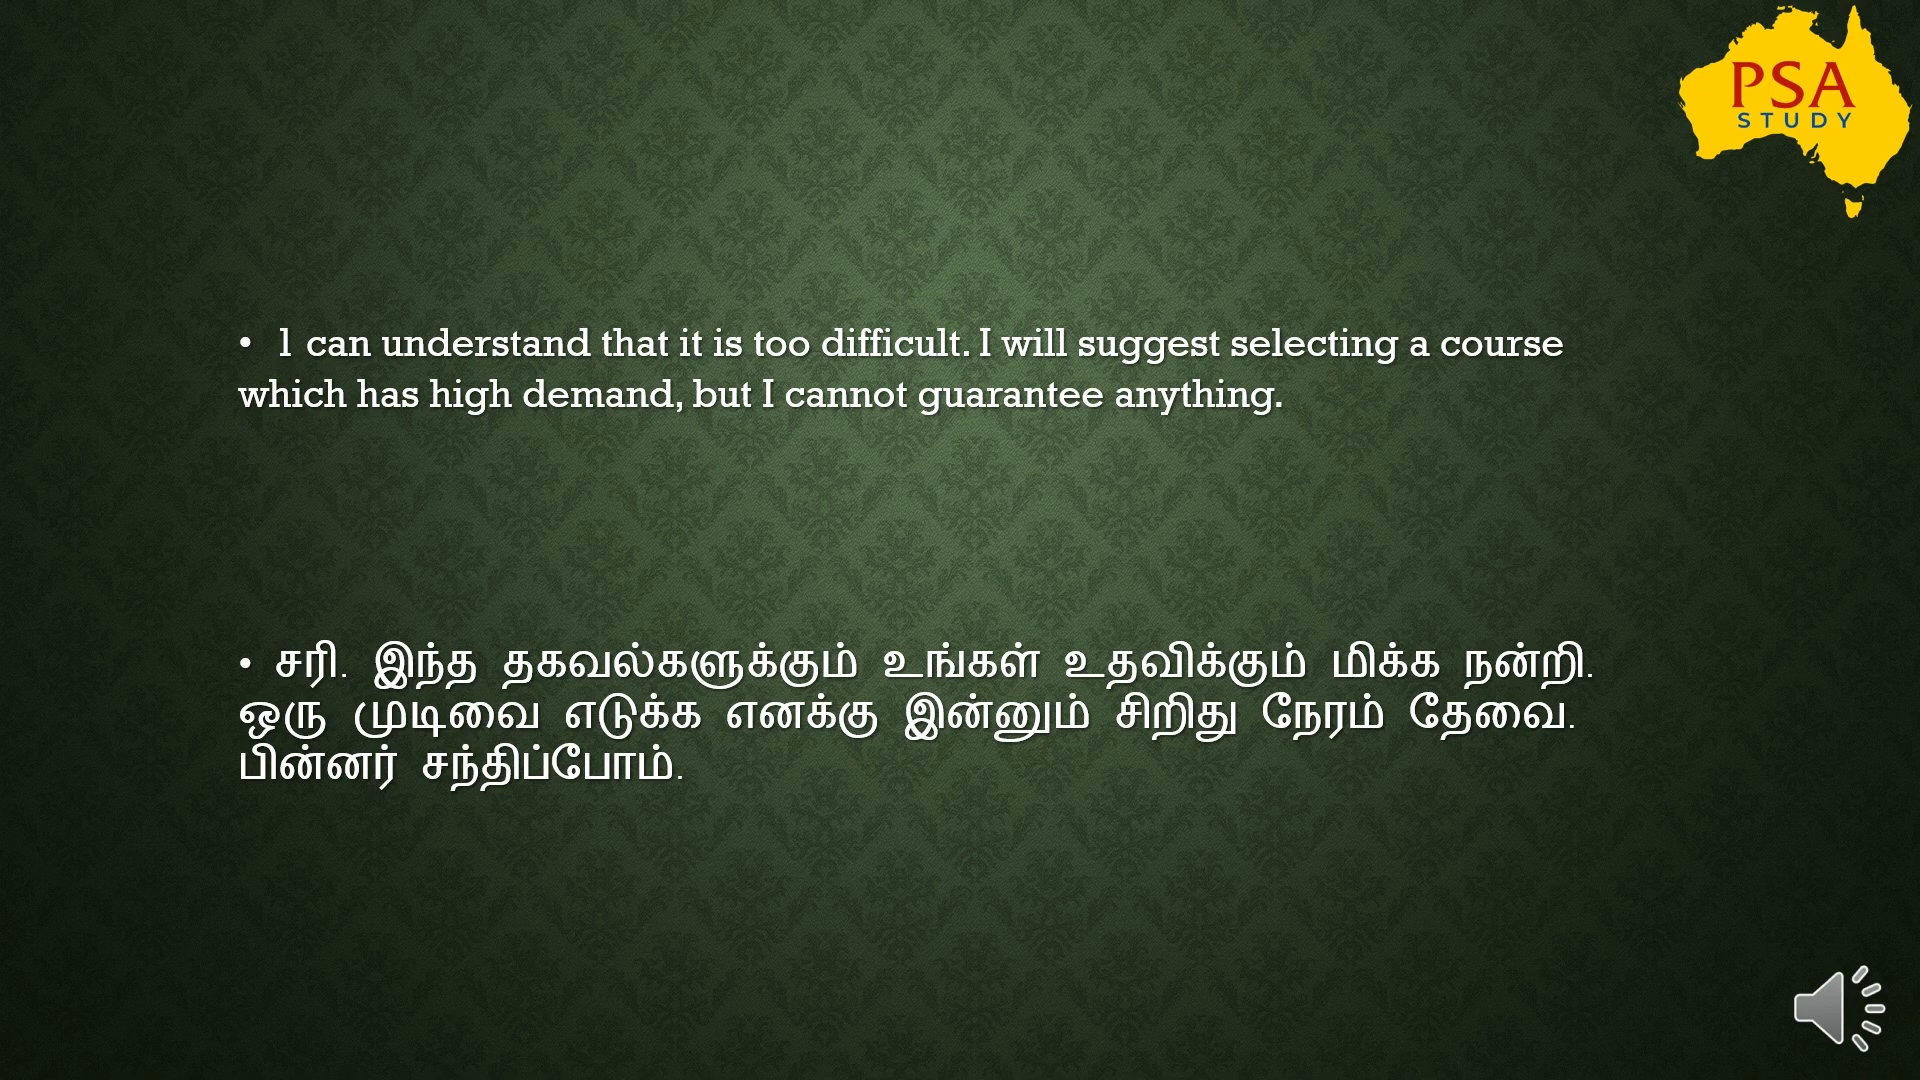 PSA
STUDY
• I can understand that it is too difficult. I will suggest selecting a course
which has high demand, but I cannot guarantee anything.
• சரி. இந்த தகவல்களுக்கும் உங்கள் உதவிக்கும் மிக்க நன்றி.
ஒரு முடிவை எடுக்க எனக்கு இன்னும் சிறிது நேரம் தேவை.
பின்னர் சந்திப்போம்.